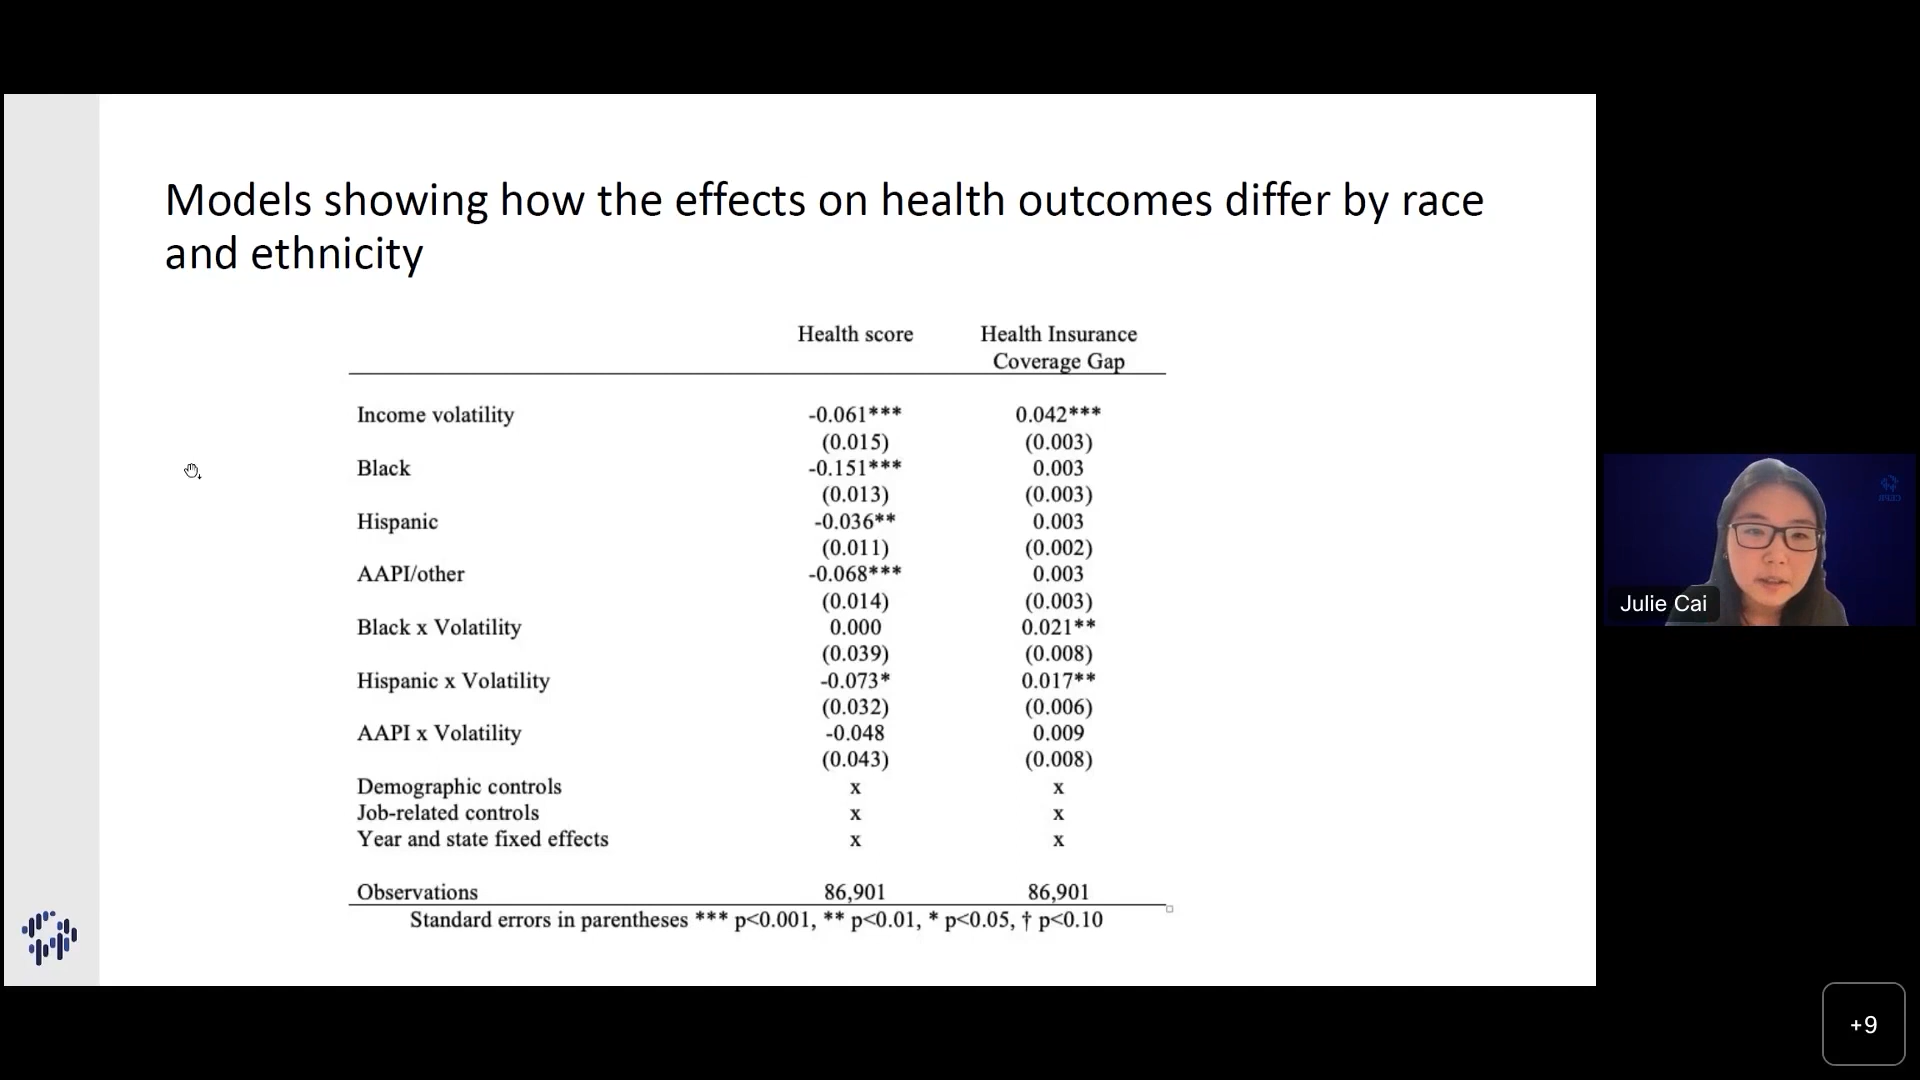 Models showing how the effects on health outcomes differ by race
and ethnicity
Health score Health Insurance
Coverage Gap
Income volatility -0.061*** 0.042***
(0.015) (0.003)
Black -0.151*** 0.003
(0.013) (0.003)
Hispanic -0.036** 0.003
(0.011) (0.002)
AAPI/other -0.068*** 0.003
(0.014) (0.003)
Black x Volatility 0.000 0.021**
(0.039) (0.008)
Hispanic x Volatility -0.073* 0.017**
(0.032) (0.006)
AAPI x Volatility -0.048 0.009
(0.043) (0.008)
Demographic controls x x
Job-related controls x x
Year and state fixed effects x x
Observations 86,901 86,901
Standard errors in parentheses *** p<0.001, ** p<0.01, * p<0.05, † p<0.10
Julie Cai
+9